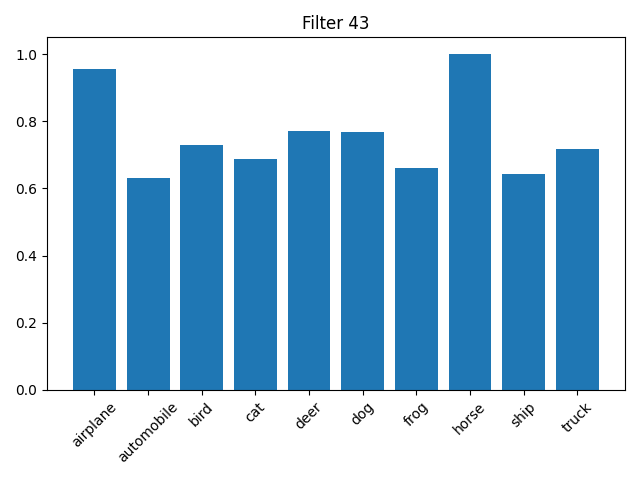 Filter 43
1.0
0.8
0.6
0.4
0.2
0.0
airplane
automobile
bird
cat
deer
dog
frog
horse
ship
truck